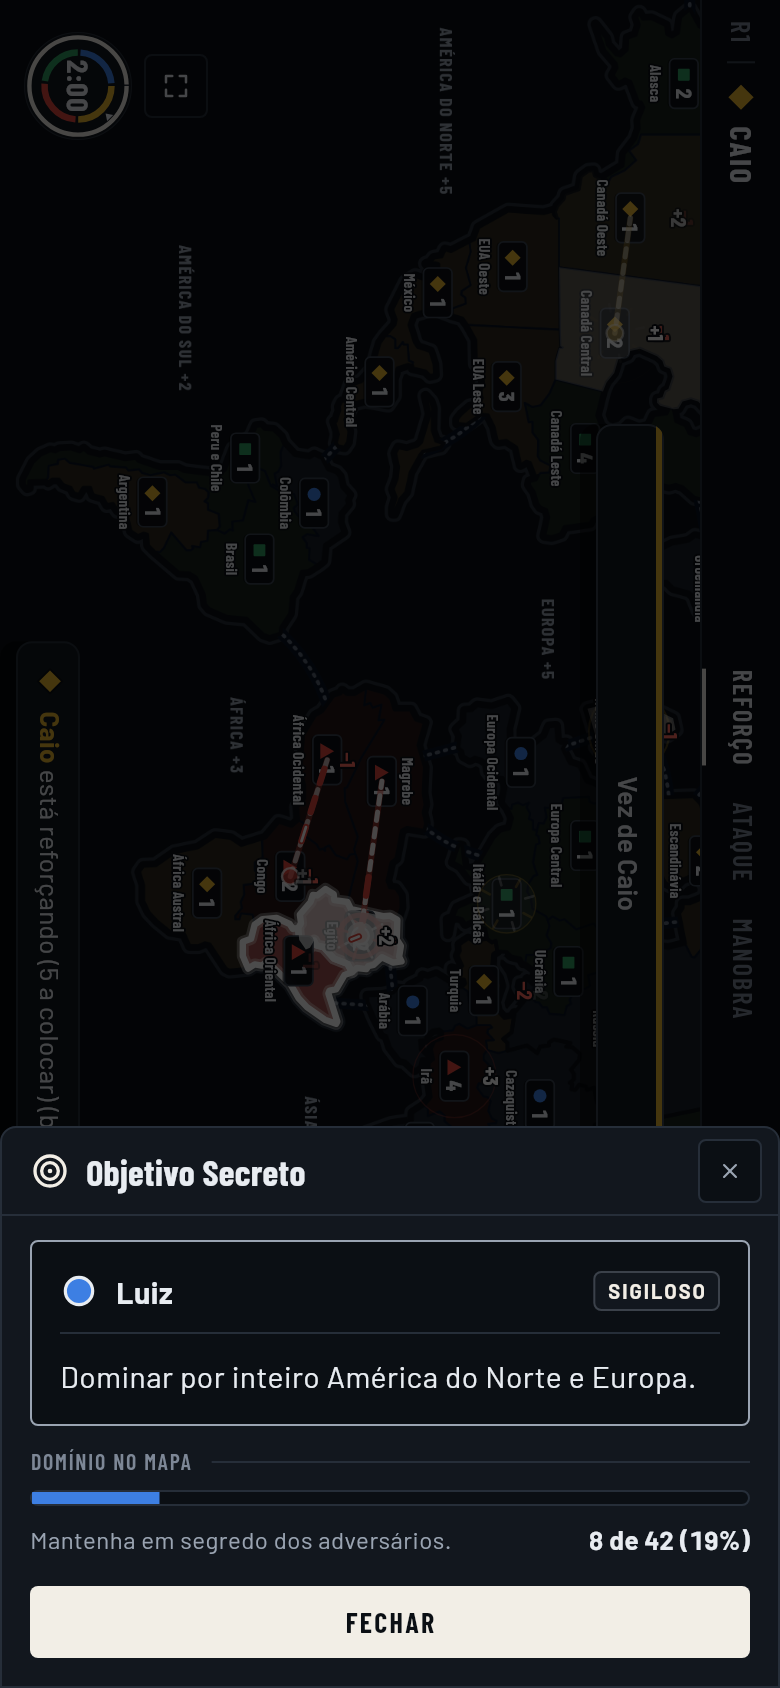 R1
CAIO
REFORÇO
ATAQUE
MANOBRA
Vez de Caio
2:00
AMÉRICA DO NORTE +5
AMÉRICA DO SUL +2
EUROPA +5
ÁFRICA +3
Alasca
2
Canadá Oeste
1
+2
Canadá Central
2
+1
EUA Oeste
1
México
1
EUA Leste
3
América Central
1
Canadá Leste
4
Peru e Chile
1
Colômbia
1
Argentina
1
Brasil
1
Europa Ocidental
1
Europa Central
1
Escandinávia
África Ocidental
1
-1
Magrebe
1
Congo
2
Egito
+2
África Oriental
1
África Austral
1
Itália e Bálcãs
1
Ucrânia
1
Turquia
1
-2
Arábia
1
Irã
4
+3
Cazaquist
1
Caio está reforçando (5 a colocar)
Objetivo Secreto
Luiz
SIGILOSO
Dominar por inteiro América do Norte e Europa.
DOMÍNIO NO MAPA
Mantenha em segredo dos adversários.
8 de 42 (19%)
FECHAR